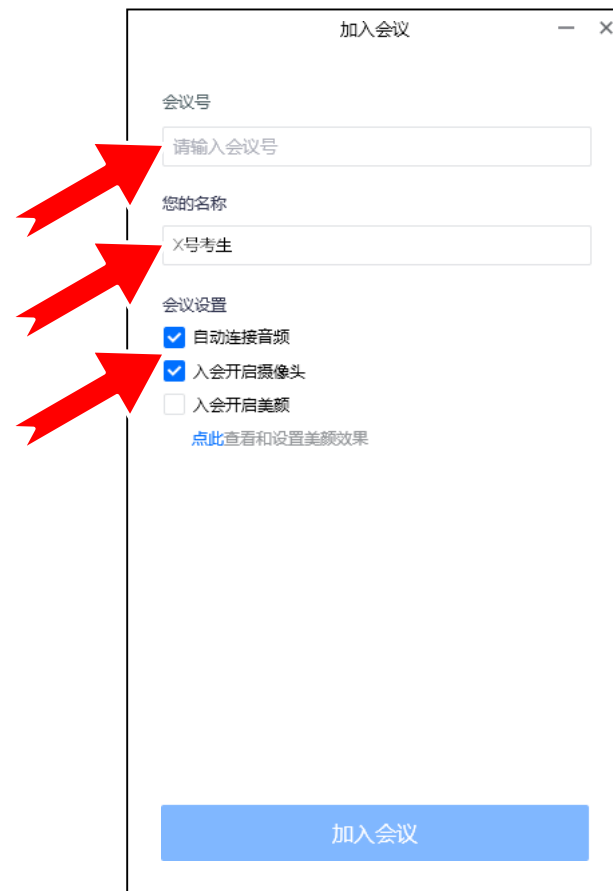 加入会议
会议号
请输入会议号
您的名称
X号考生
会议设置
自动连接音频
入会开启摄像头
入会开启美颜
点此查看和设置美颜效果
加入会议